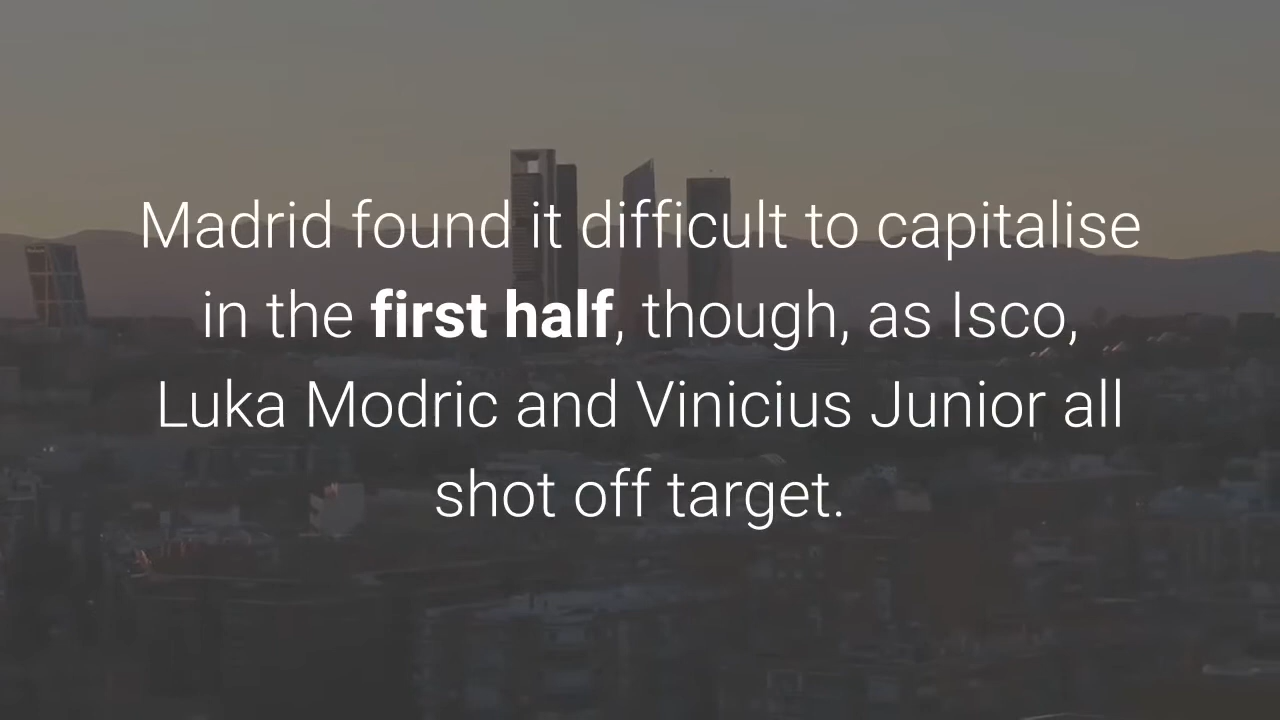 Madrid found it difficult to capitalise
in the first half, though, as Isco,
Luka Modric and Vinicius Junior all
shot off target.